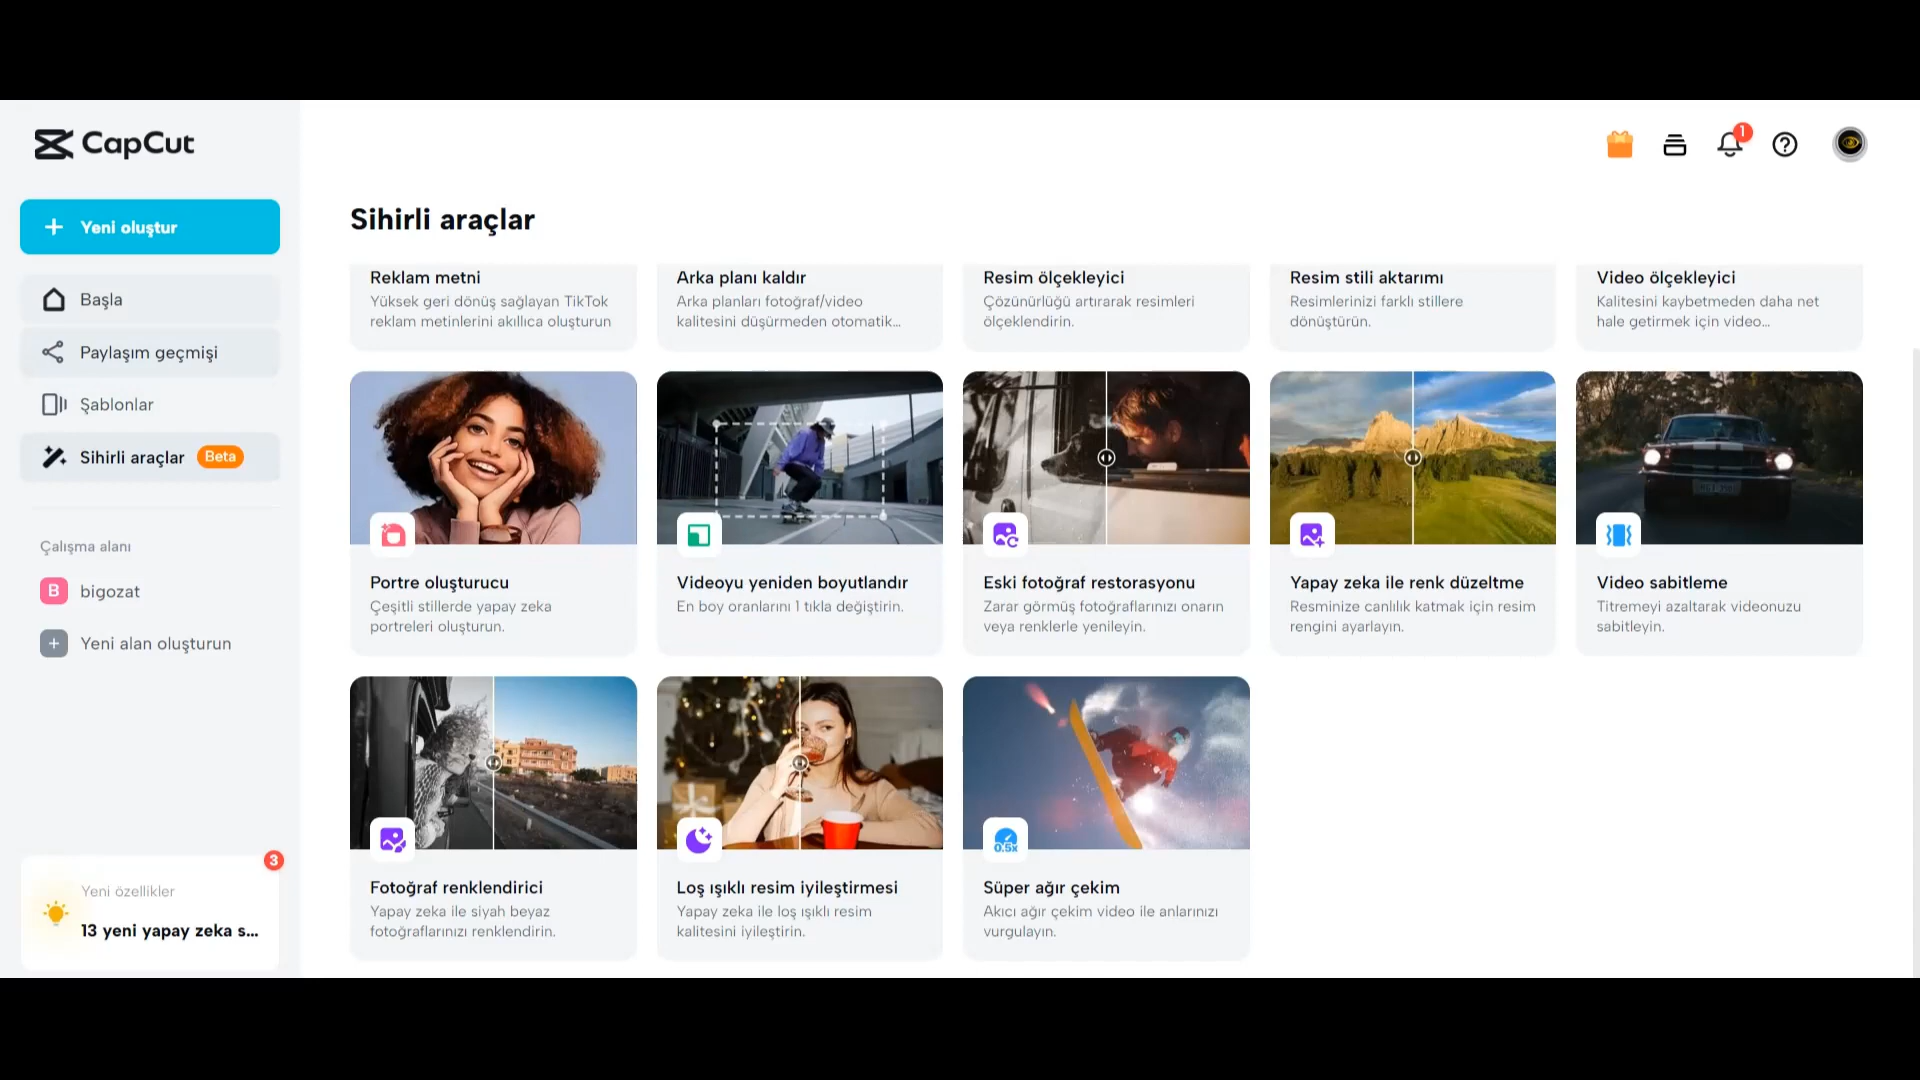 CapCut
1
Yeni oluştur
Başla
Paylaşım geçmişi
Şablonlar
Sihirli araçlar Beta
Çalışma alanı
B bigozat
Yeni alan oluşturun
3
Yeni özellikler
13 yeni yapay zeka s...
Sihirli araçlar
Reklam metni
Yüksek geri dönüş sağlayan TikTok
reklam metinlerini akıllıca oluşturun
Arka planı kaldır
Arka planları fotoğraf/video
kalitesini düşürmeden otomatik...
Resim ölçekleyici
Çözünürlüğü artırarak resimleri
ölçeklendirin.
Resim stili aktarımı
Resimlerinizi farklı stillere
dönüştürün.
Video ölçekleyici
Kalitesini kaybetmeden daha net
hale getirmek için video...
Portre oluşturucu
Çeşitli stillerde yapay zeka
portreleri oluşturun.
Videoyu yeniden boyutlandır
En boy oranlarını 1 tıkla değiştirin.
Eski fotoğraf restorasyonu
Zarar görmüş fotoğraflarınızı onarın
veya renklerle yenileyin.
Yapay zeka ile renk düzeltme
Resminize canlılık katmak için resim
rengini ayarlayın.
Video sabitleme
Titremeyi azaltarak videonuzu
sabitleyin.
Fotoğraf renklendirici
Yapay zeka ile siyah beyaz
fotoğraflarınızı renklendirin.
Loş ışıklı resim iyileştirmesi
Yapay zeka ile loş ışıklı resim
kalitesini iyileştirin.
0.5x
Süper ağır çekim
Akıcı ağır çekim video ile anlarınızı
vurgulayın.